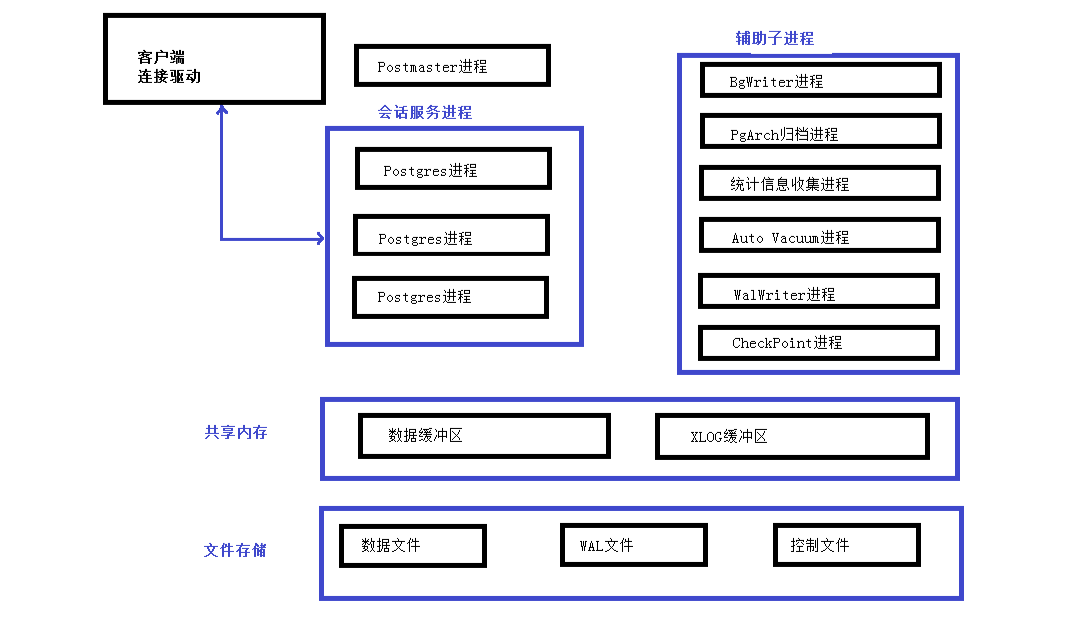 客户端
连接驱动
Postmaster进程
会话服务进程
Postgres进程
Postgres进程
Postgres进程
辅助子进程
BgWriter进程
PgArch归档进程
统计信息收集进程
Auto Vacuum进程
WalWriter进程
CheckPoint进程
共享内存
数据缓冲区
XLOG缓冲区
文件存储
数据文件
WAL文件
控制文件